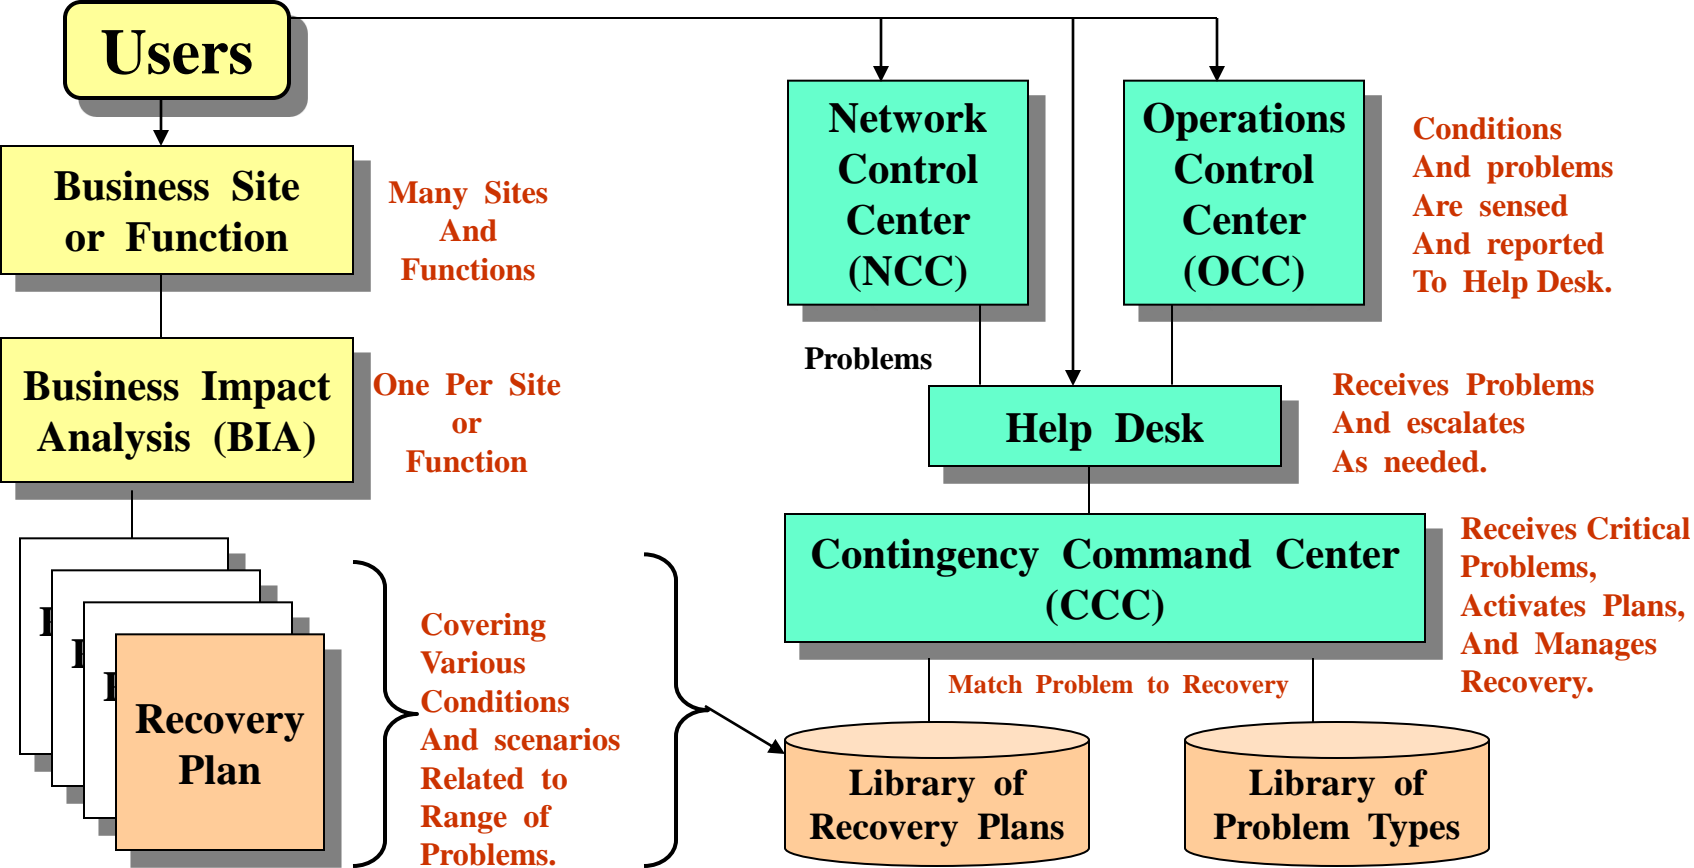 Users
Business Site
or Function
Many Sites
And
Functions
Business Impact
Analysis (BIA)
One Per Site
or
Function
Recovery
Plan
Covering
Various
Conditions
And scenarios
Related to
Range of
Problems.
Network
Control
Center
(NCC)
Operations
Control
Center
(OCC)
Conditions
And problems
Are sensed
And reported
To Help Desk.
Problems
Help Desk
Receives Problems
And escalates
As needed.
Contingency Command Center
(CCC)
Receives Critical
Problems,
Activates Plans,
And Manages
Recovery.
Match Problem to Recovery
Library of
Recovery Plans
Library of
Problem Types